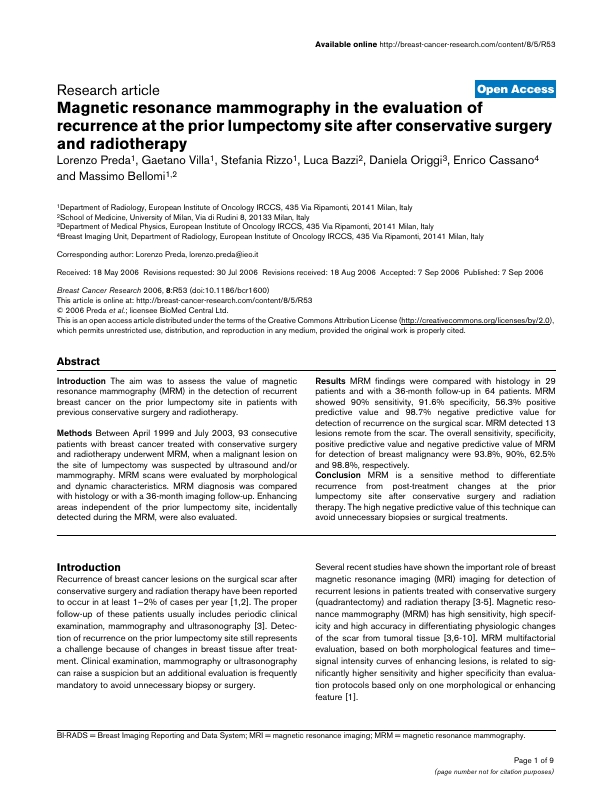 Available online http://breast-cancer-research.com/content/8/5/R53
Research article
Open Access
Magnetic resonance mammography in the evaluation of
recurrence at the prior lumpectomy site after conservative surgery
and radiotherapy
Lorenzo Preda1, Gaetano Villa1, Stefania Rizzo1, Luca Bazzi2, Daniela Origgi3, Enrico Cassano4
and Massimo Bellomi1,2
1Department of Radiology, European Institute of Oncology IRCCS, 435 Via Ripamonti, 20141 Milan, Italy
2School of Medicine, University of Milan, Via di Rudini 8, 20133 Milan, Italy
3Department of Medical Physics, European Institute of Oncology IRCCS, 435 Via Ripamonti, 20141 Milan, Italy
4Breast Imaging Unit, Department of Radiology, European Institute of Oncology IRCCS, 435 Via Ripamonti, 20141 Milan, Italy
Corresponding author: Lorenzo Preda, lorenzo.preda@ieo.it
Received: 18 May 2006 Revisions requested: 30 Jul 2006 Revisions received: 18 Aug 2006 Accepted: 7 Sep 2006 Published: 7 Sep 2006
Breast Cancer Research 2006, 8:R53 (doi:10.1186/bcr1600)
This article is online at: http://breast-cancer-research.com/content/8/5/R53
© 2006 Preda et al.; licensee BioMed Central Ltd.
This is an open access article distributed under the terms of the Creative Commons Attribution License (http://creativecommons.org/licenses/by/2.0),
which permits unrestricted use, distribution, and reproduction in any medium, provided the original work is properly cited.
Abstract
Introduction The aim was to assess the value of magnetic
resonance mammography (MRM) in the detection of recurrent
breast cancer on the prior lumpectomy site in patients with
previous conservative surgery and radiotherapy.
Methods Between April 1999 and July 2003, 93 consecutive
patients with breast cancer treated with conservative surgery
and radiotherapy underwent MRM, when a malignant lesion on
the site of lumpectomy was suspected by ultrasound and/or
mammography. MRM scans were evaluated by morphological
and dynamic characteristics. MRM diagnosis was compared
with histology or with a 36-month imaging follow-up. Enhancing
areas independent of the prior lumpectomy site, incidentally
detected during the MRM, were also evaluated.
Results MRM findings were compared with histology in 29
patients and with a 36-month follow-up in 64 patients. MRM
showed 90% sensitivity, 91.6% specificity, 56.3% positive
predictive value and 98.7% negative predictive value for
detection of recurrence on the surgical scar. MRM detected 13
lesions remote from the scar. The overall sensitivity, specificity,
positive predictive value and negative predictive value of MRM
for detection of breast malignancy were 93.8%, 90%, 62.5%
and 98.8%, respectively.
Conclusion MRM is a sensitive method to differentiate
recurrence from post-treatment changes at the prior
lumpectomy site after conservative surgery and radiation
therapy. The high negative predictive value of this technique can
avoid unnecessary biopsies or surgical treatments.
Introduction
Recurrence of breast cancer lesions on the surgical scar after
conservative surgery and radiation therapy have been reported
to occur in at least 1–2% of cases per year [1,2]. The proper
follow-up of these patients usually includes periodic clinical
examination, mammography and ultrasonography [3]. Detec-
tion of recurrence on the prior lumpectomy site still represents
a challenge because of changes in breast tissue after treat-
ment. Clinical examination, mammography or ultrasonography
can raise a suspicion but an additional evaluation is frequently
mandatory to avoid unnecessary biopsy or surgery.
Several recent studies have shown the important role of breast
magnetic resonance imaging (MRI) imaging for detection of
recurrent lesions in patients treated with conservative surgery
(quadrantectomy) and radiation therapy [3-5]. Magnetic reso-
nance mammography (MRM) has high sensitivity, high specif-
icity and high accuracy in differentiating physiologic changes
of the scar from tumoral tissue [3,6-10]. MRM multifactorial
evaluation, based on both morphological features and time–
signal intensity curves of enhancing lesions, is related to sig-
nificantly higher sensitivity and higher specificity than evalua-
tion protocols based only on one morphological or enhancing
feature [1].
BI-RADS = Breast Imaging Reporting and Data System; MRI = magnetic resonance imaging; MRM = magnetic resonance mammography.
Page 1 of 9
(page number not for citation purposes)